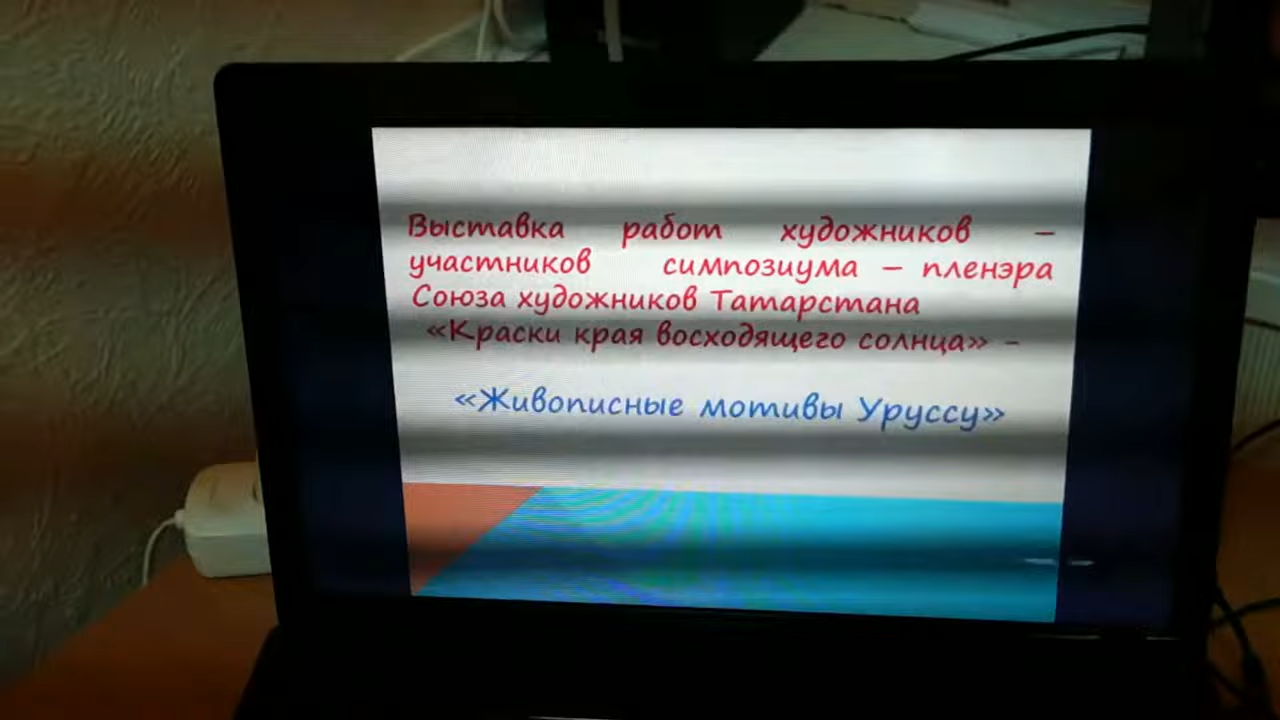 Выставка работ художников –
участников симпозиума – пленэра
Союза художников Татарстана
«Краски края восходящего солнца» –
«Живописные мотивы Уруссу»